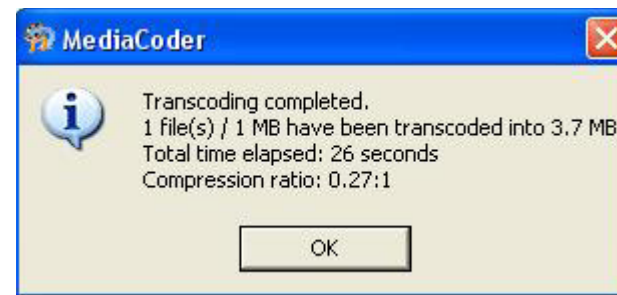 MediaCoder
Transcoding completed.
1 file(s) / 1 MB have been transcoded into 3.7 MB
Total time elapsed: 26 seconds
Compression ratio: 0.27:1
OK